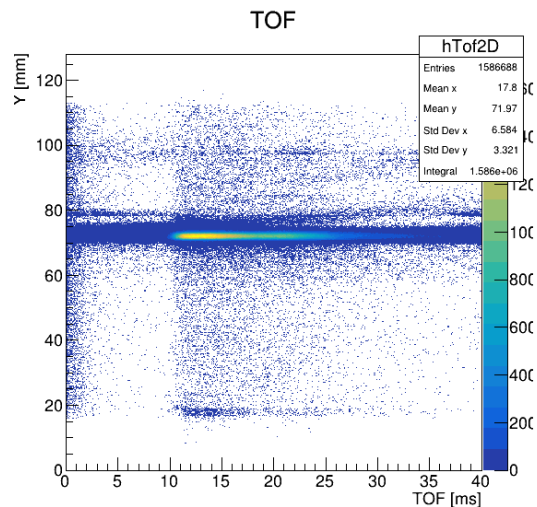 TOF
hTof2D
Entries 1586688
Mean x 17.8
Mean y 71.97
Std Dev x 6.584
Std Dev y 3.321
Integral 1.586e+06
Y [mm]
120
100
80
60
40
20
0
120
1000
800
600
400
200
0
0 5 10 15 20 25 30 35 40
TOF [ms]